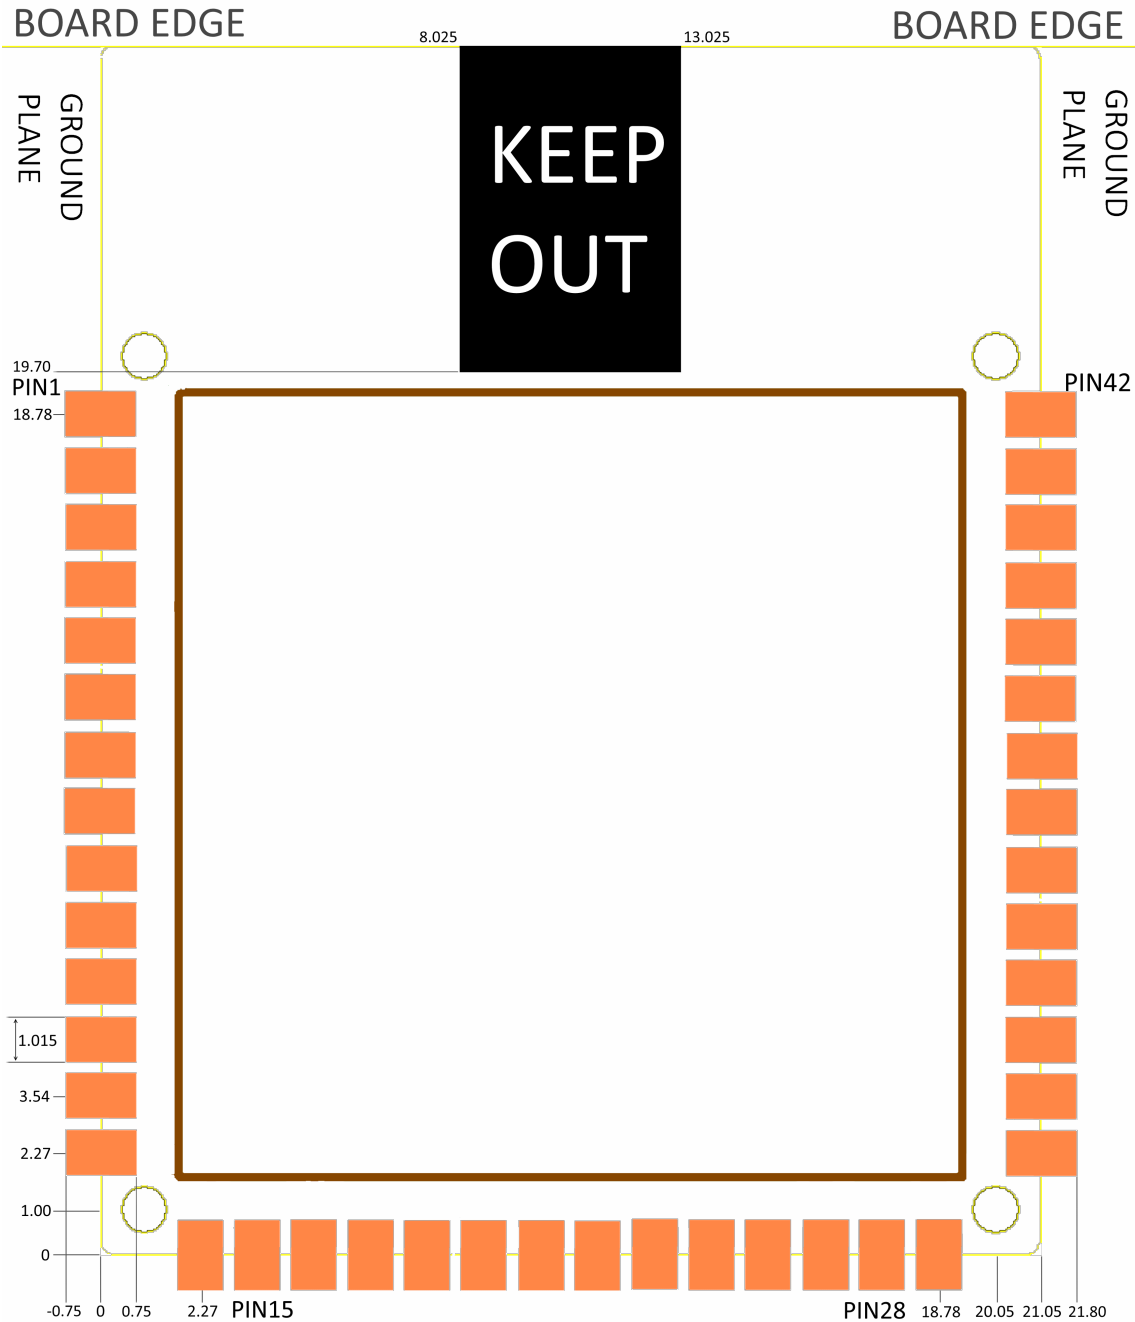 BOARD EDGE
BOARD EDGE
8.025
13.025
GROUND
PLANE
KEEP
OUT
GROUND
PLANE
19.70
PIN1
PIN42
18.78
1.015
3.54
2.27
1.00
0
-0.75
0
0.75
2.27
PIN15
PIN28
18.78
20.05
21.05
21.80